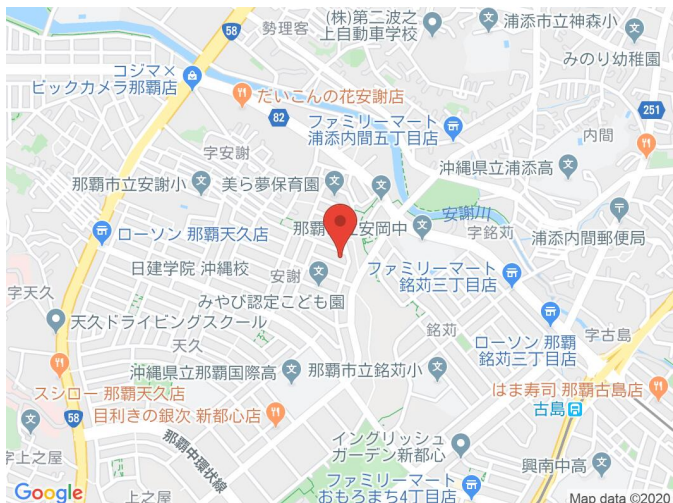 勢理客
(株)第二波之
上自動車学校
浦添市立神森小
みのり幼稚園
58
コジマ×
ビックカメラ那覇店
だいこんの花安謝店
82
ファミリーマート
浦添内間五丁目店
251
内間
字安謝
沖縄県立浦添高
那覇市立安謝小
美ら夢保育園
安謝川
那覇
立安岡中
字銘苅
浦添内間郵便局
ローソン 那覇天久店
日建学院 沖縄校
安謝
みやび認定こども園
ファミリーマート
銘苅三丁目店
字天久
天久ドライビングスクール
銘苅
ローソン 那覇
銘苅三丁目店
字古島
天久
沖縄県立那覇国際高
那覇市立銘苅小
スシロー 那覇天久店
はま寿司 那覇古島店
目利きの銀次 新都心店
古島
58
那覇中環状線
イングリッシュ
ガーデン新都心
字上之屋
興南中高
ファミリーマート
おもろまち4丁目店
上之屋
Google
Map data ©2020